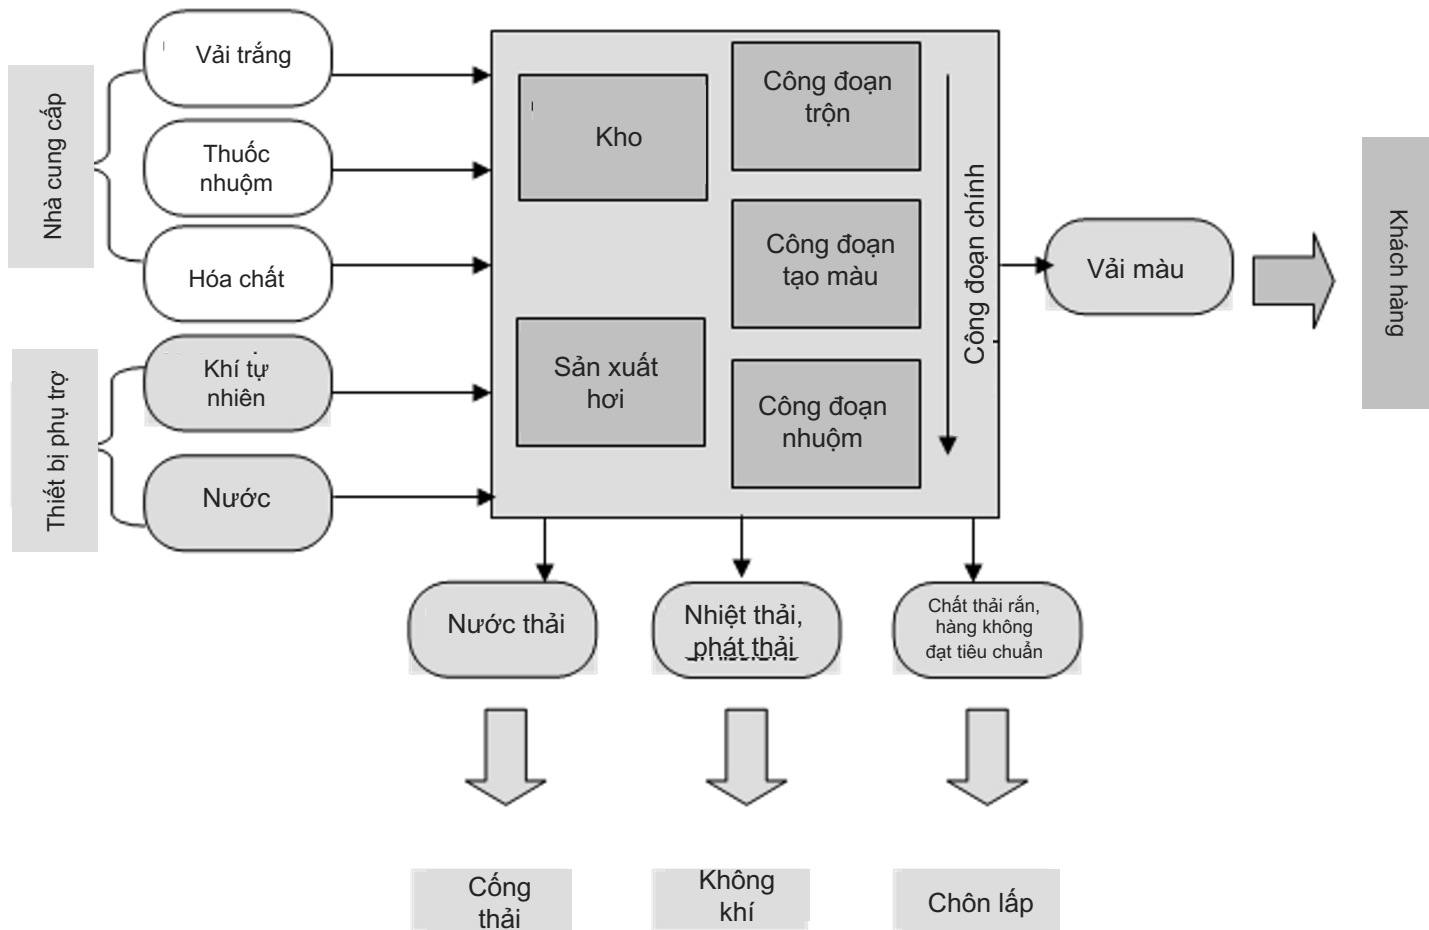 Nhà cung cấp
Vải trắng
Thuốc
nhuộm
Hóa chất
Thiết bị phụ trợ
Khí tự
nhiên
Nước
Kho
Sản xuất
hơi
Công đoạn
trộn
Công đoạn
tạo màu
Công đoạn
nhuộm
Công đoạn chính
Vải màu
Khách hàng
Nước thải
Nhiệt thải,
phát thải
Chất thải rắn,
hàng không
đạt tiêu chuẩn
Cống
thải
Không
khí
Chôn lấp